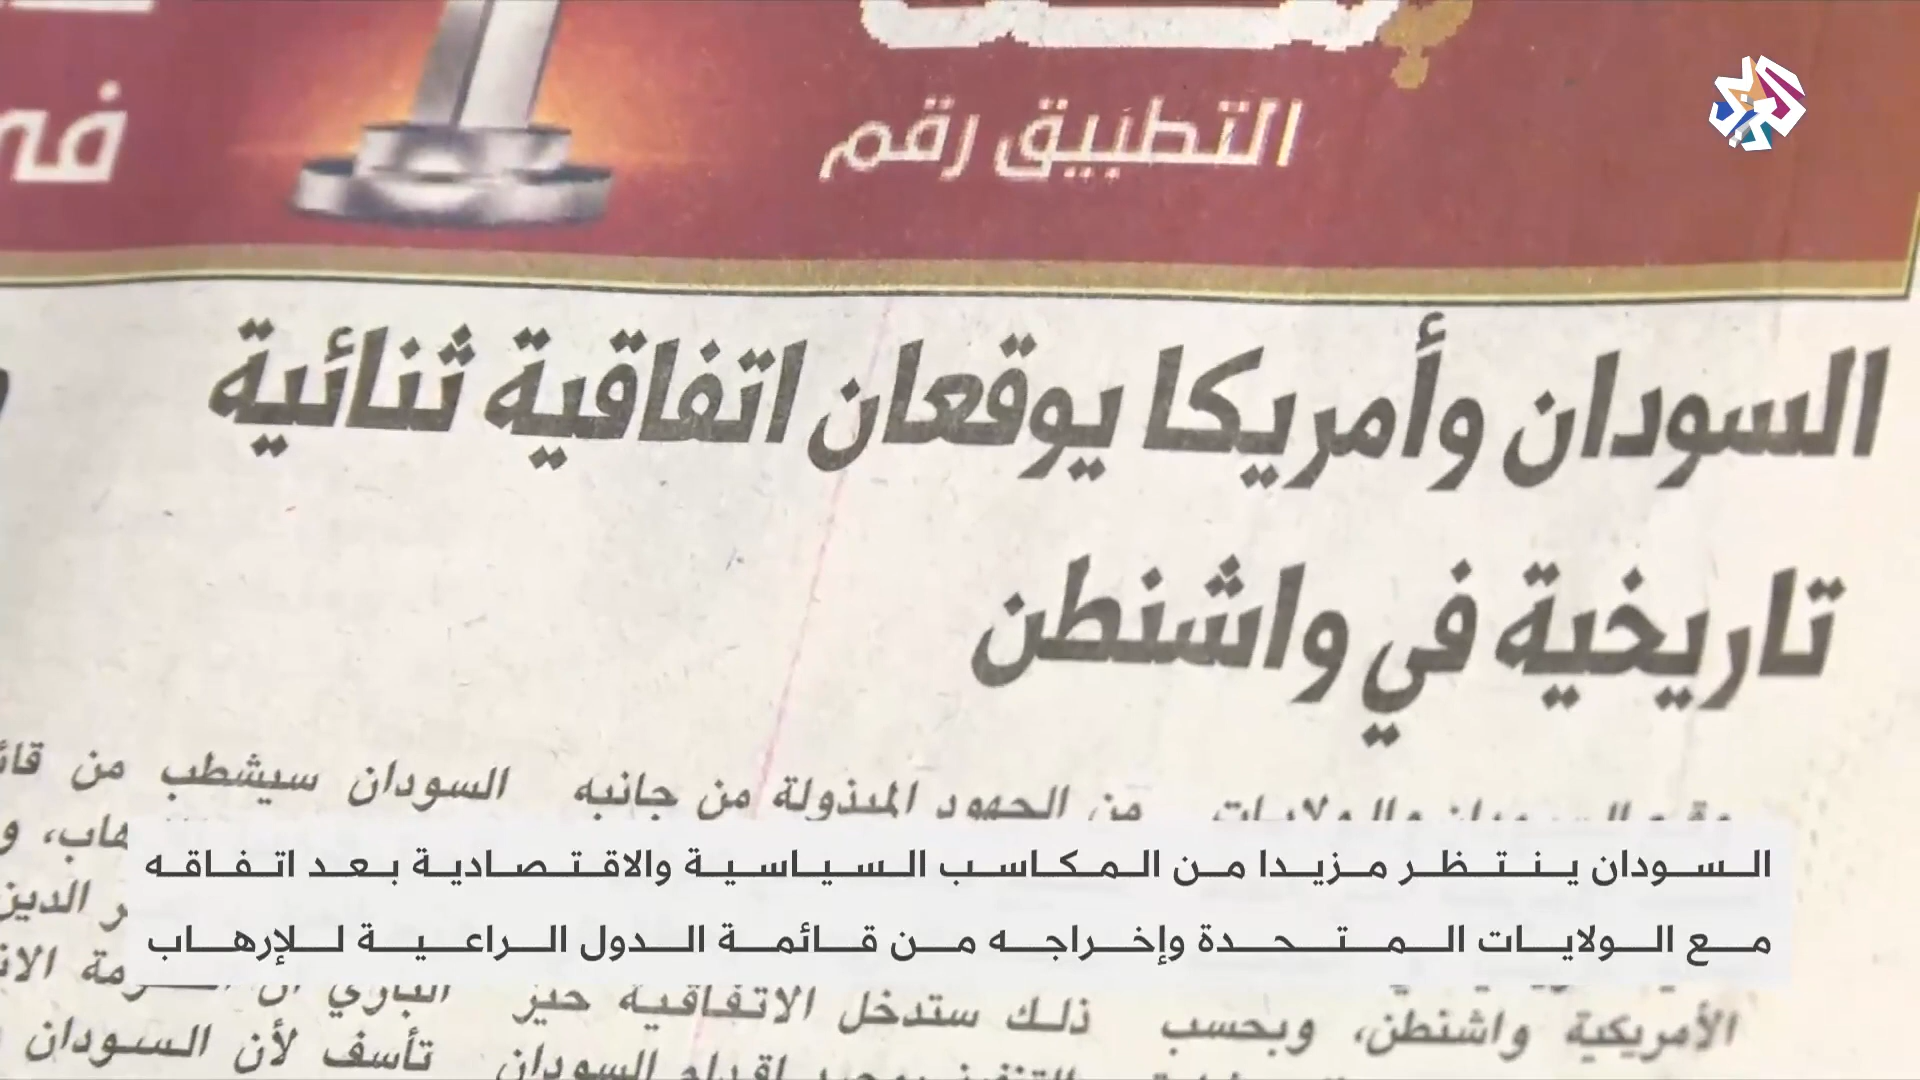 في
التطبيق رقم
السودان وأمريكا يوقعان اتفاقية ثنائية
تاريخية في واشنطن
من الجهود المبذولة من جانبه
السودان سيشطب من
السودان ينتظر مزيدا من المكاسب السياسية والاقتصادية بعد اتفاقه
مع الولايات المتحدة وإخراجه من قائمة الدول الراعية للإرهاب
الأمريكية واشنطن، وبحسب
ذلك ستدخل الاتفاقية حيز
تأسف لأن السودان